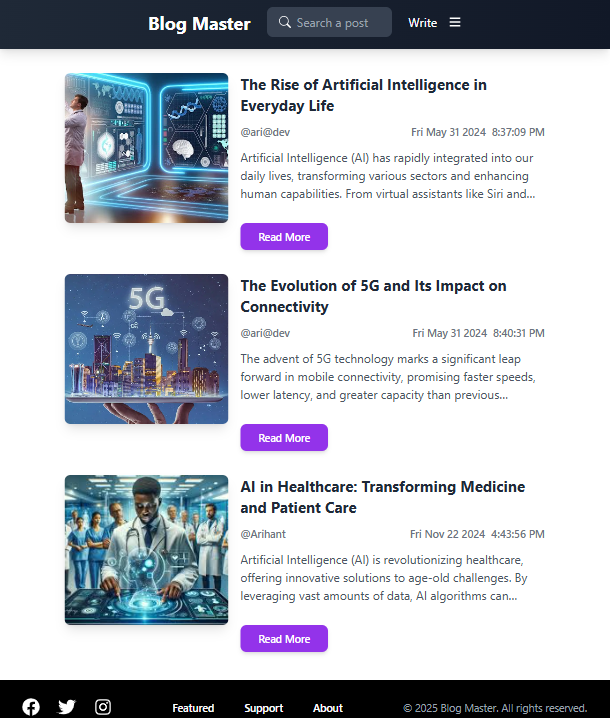 Blog Master Search a post Write
The Rise of Artificial Intelligence in
Everyday Life
@ari@dev Fri May 31 2024 8:37:09 PM
Artificial Intelligence (AI) has rapidly integrated into our
daily lives, transforming various sectors and enhancing
human capabilities. From virtual assistants like Siri and...
Read More
5G
The Evolution of 5G and Its Impact on
Connectivity
@ari@dev Fri May 31 2024 8:40:31 PM
The advent of 5G technology marks a significant leap
forward in mobile connectivity, promising faster speeds,
lower latency, and greater capacity than previous...
Read More
AI in Healthcare: Transforming Medicine
and Patient Care
@Arihant Fri Nov 22 2024 4:43:56 PM
Artificial Intelligence (AI) is revolutionizing healthcare,
offering innovative solutions to age-old challenges. By
leveraging vast amounts of data, AI algorithms can...
Read More
Featured Support About © 2025 Blog Master. All rights reserved.